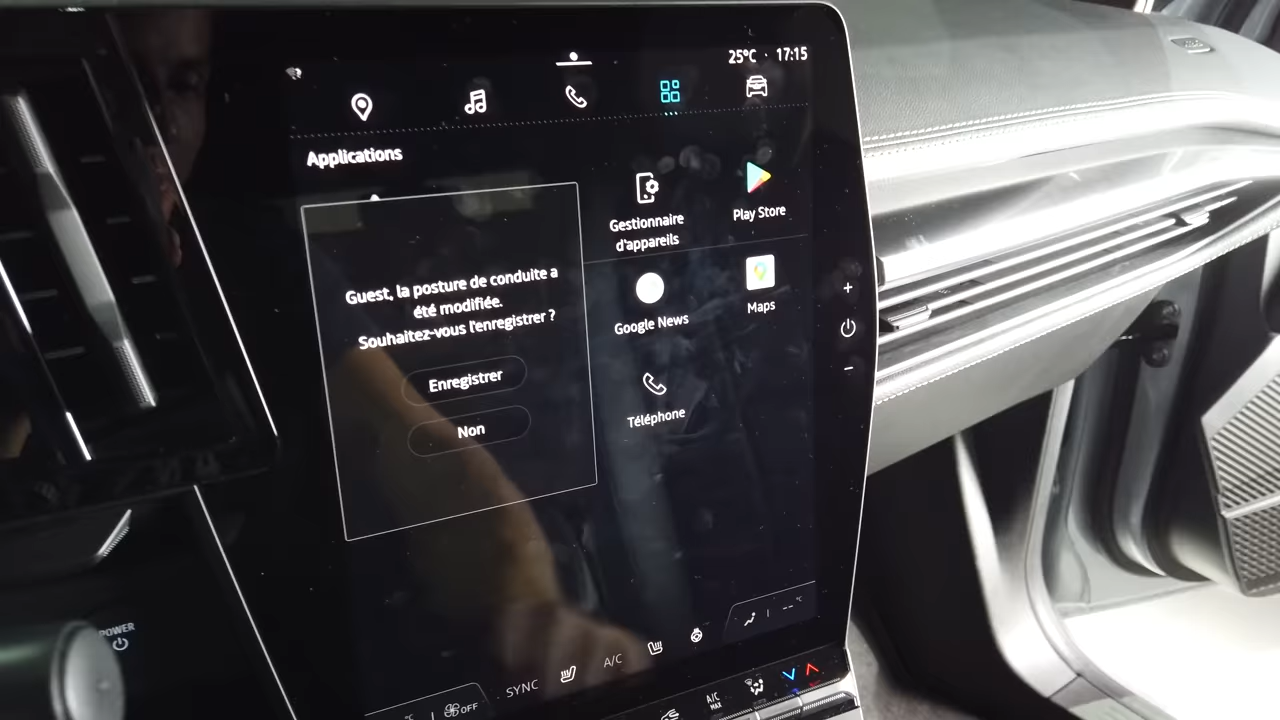 25°C · 17:15
Applications
Gestionnaire
d'appareils
Play Store
Guest, la posture de conduite a
été modifiée.
Souhaitez-vous l'enregistrer ?
Enregistrer
Non
Google News
Maps
Téléphone
+
-
-- °C
POWER
SYNC
A/C
°C
OFF
A/C
MAX